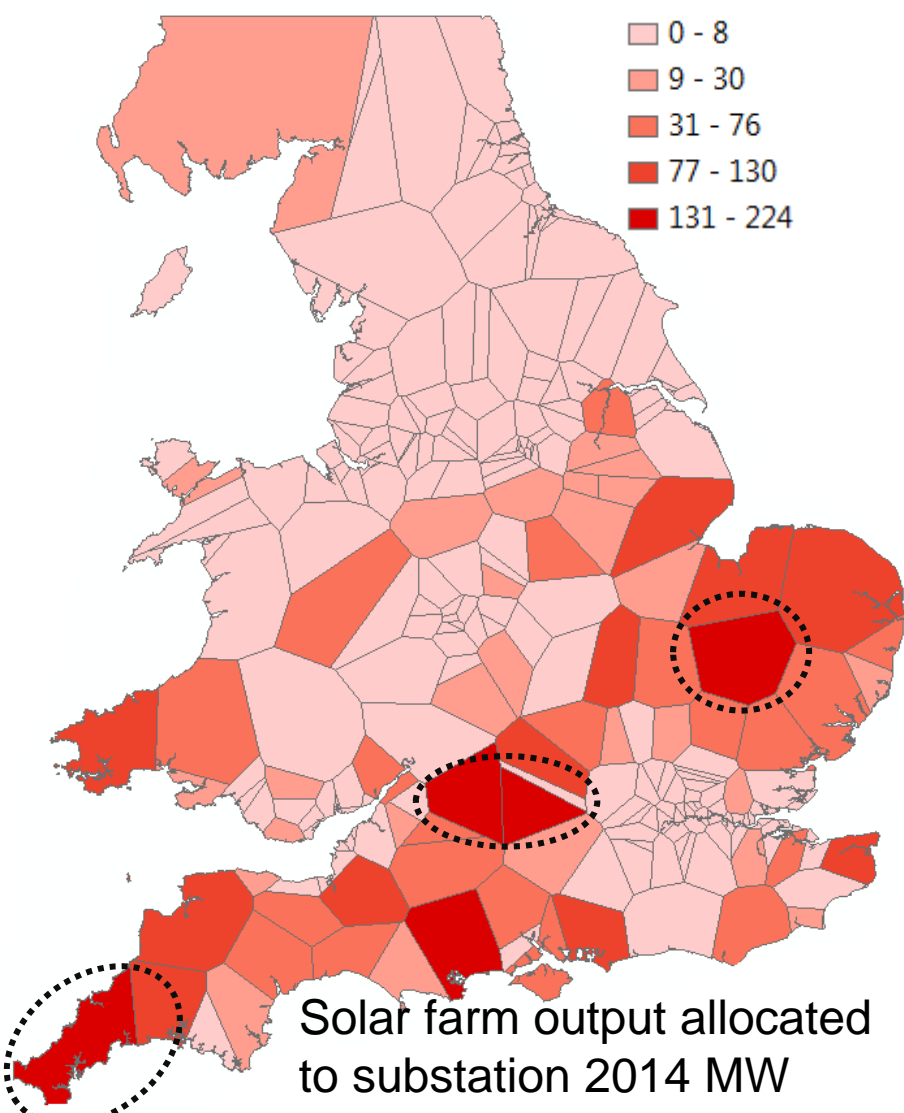 0 - 8
9 - 30
31 - 76
77 - 130
131 - 224
Solar farm output allocated
to substation 2014 MW